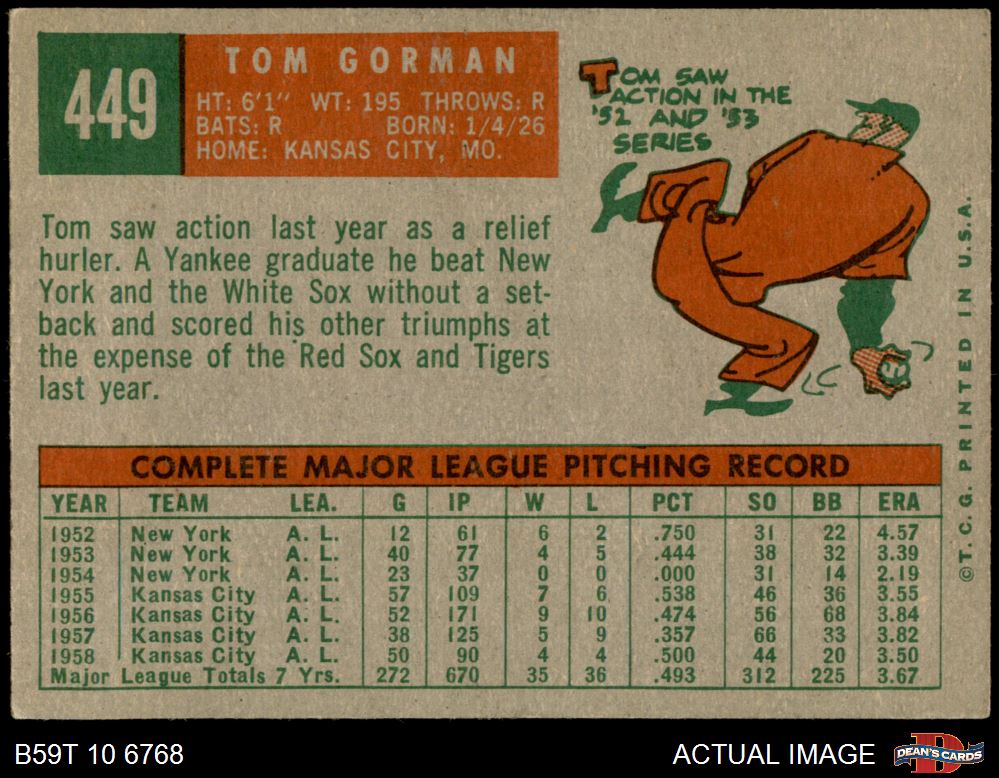 449
TOM GORMAN
HT: 6'1" WT: 195 THROWS: R
BATS: R BORN: 1/4/26
HOME: KANSAS CITY, MO.
TOM SAW
ACTION IN THE
'52 AND '53
SERIES
Tom saw action last year as a relief
hurler. A Yankee graduate he beat New
York and the White Sox without a set-
back and scored his other triumphs at
the expense of the Red Sox and Tigers
last year.
COMPLETE MAJOR LEAGUE PITCHING RECORD
YEAR TEAM LEA. G IP W L PCT SO BB ERA
1952 New York A. L. 12 61 6 2 .750 31 22 4.57
1953 New York A. L. 40 77 4 5 .444 38 32 3.39
1954 New York A. L. 23 37 0 0 .000 31 14 2.19
1955 Kansas City A. L. 57 109 7 6 .538 46 36 3.55
1956 Kansas City A. L. 52 171 9 10 .474 56 68 3.84
1957 Kansas City A. L. 38 125 5 9 .357 66 33 3.82
1958 Kansas City A. L. 50 90 4 4 .500 44 20 3.50
Major League Totals 7 Yrs. 272 670 35 36 .493 312 225 3.67
©T. C. G. PRINTED IN U.S.A.
B59T 10 6768
ACTUAL IMAGE
DEAN'S CARDS